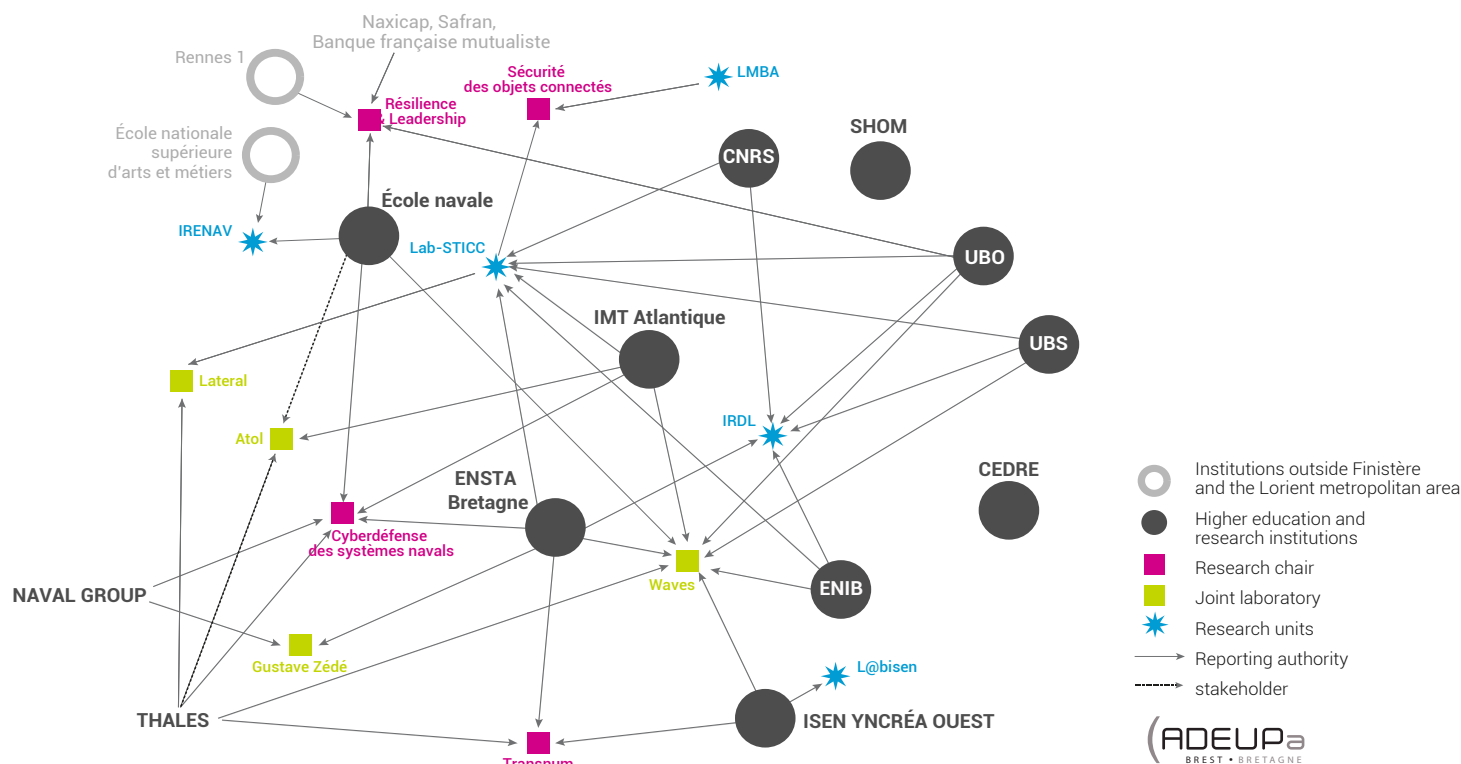 Naxicap, Safran,
Banque française mutualiste
Rennes 1
Sécurité
des objets connectés
LMBA
Résilience
& Leadership
SHOM
École nationale
supérieure
d'arts et métiers
CNRS
École navale
IRENAV
Lab-STICC
UBO
IMT Atlantique
UBS
Lateral
IRDL
Atol
ENSTA
Bretagne
CEDRE
Institutions outside Finistère
and the Lorient metropolitan area
Higher education and
research institutions
Cyberdéfense
des systèmes navals
Research chair
Waves
ENIB
NAVAL GROUP
Joint laboratory
Research units
Gustave Zédé
L@bisen
Reporting authority
stakeholder
THALES
ISEN YNCRÉA OUEST
ADEUPa
BREST • BRETAGNE
Transnum